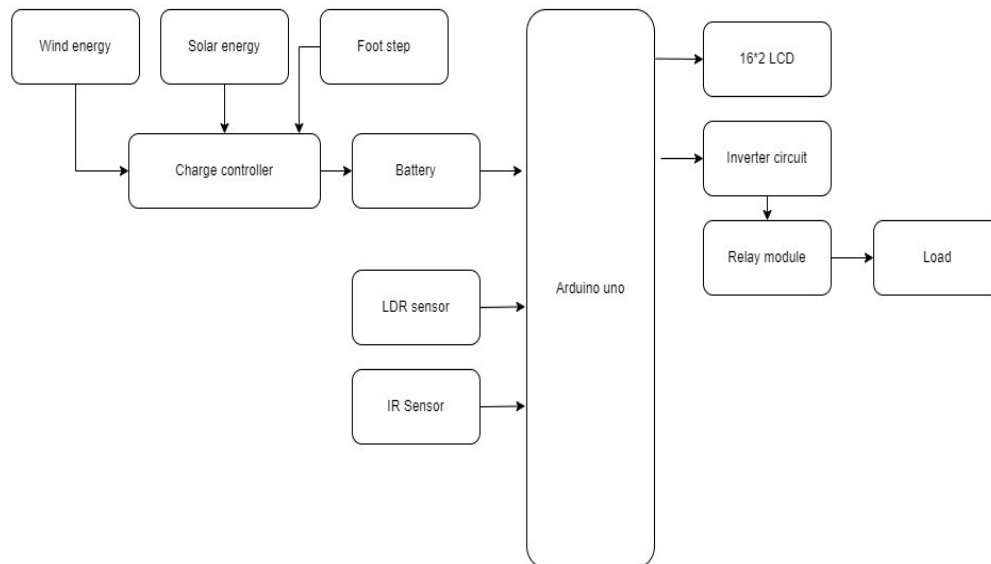 Wind energy
Solar energy
Foot step
16*2 LCD
Charge controller
Battery
Inverter circuit
Relay module
Load
Arduino uno
LDR sensor
IR Sensor